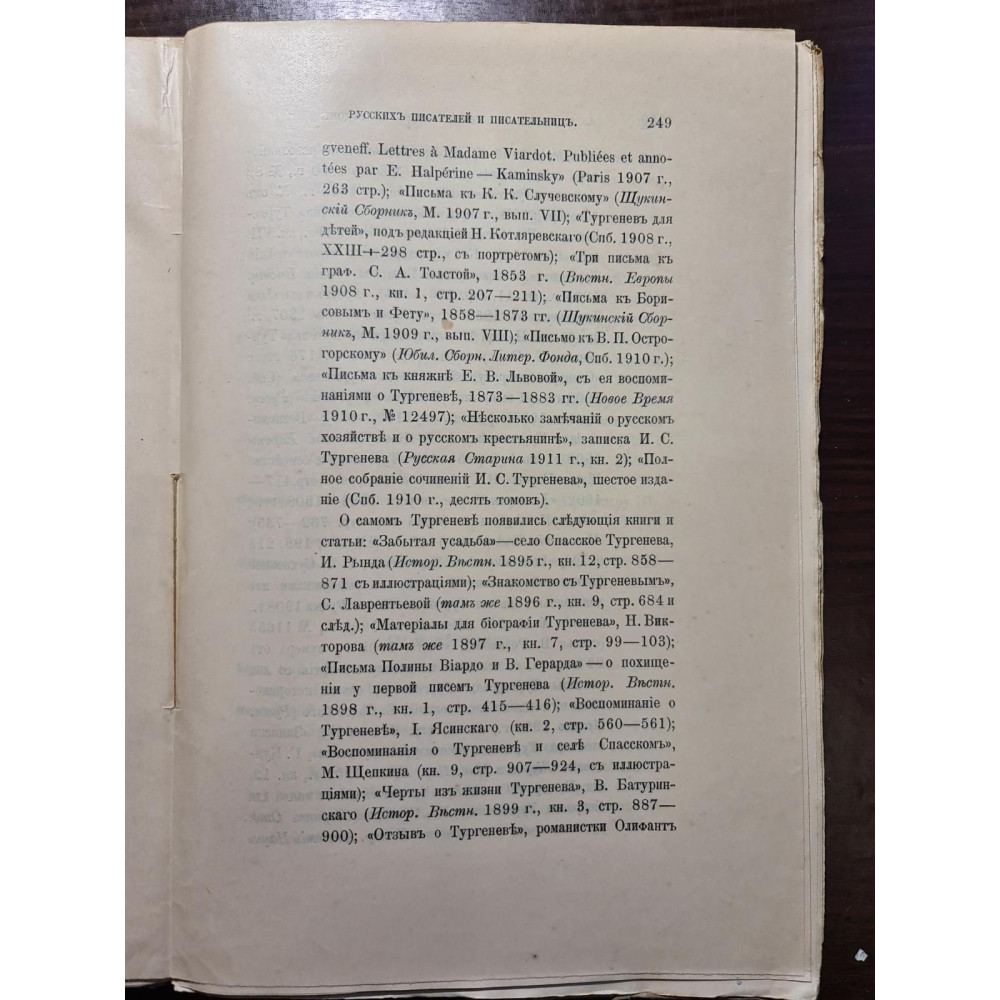 РУССКИХЪ ПИСАТЕЛЕЙ И ПИСАТЕЛЬНИЦЪ. 249
gveneff. Lettres à Madame Viardot. Publiées et anno-
tées par E. Halpérine — Kaminsky» (Paris 1907 г.,
263 стр.); «Письма къ К. К. Случевскому» (Щукин-
скій Сборникъ, М. 1907 г., вып. VII); «Тургеневъ для
дѣтей», подъ редакціей Н. Котляревскаго (Спб. 1908 г.,
XXIII+298 стр., съ портретомъ); «Три письма къ
граф. С. А. Толстой», 1853 г. (Вѣстн. Европы
1908 г., кн. 1, стр. 207—211); «Письма къ Бори-
совымъ и Фету», 1858—1873 гг. (Щукинскій Сбор-
никъ, М. 1909 г., вып. VIII); «Письмо къ В. П. Остро-
горскому» (Юбил. Сборн. Литер. Фонда, Спб. 1910 г.);
«Письма къ княжнѣ Е. В. Львовой», съ ея воспоми-
наніями о Тургеневѣ, 1873—1883 гг. (Новое Время
1910 г., № 12497); «Нѣсколько замѣчаній о русскомъ
хозяйствѣ и о русскомъ крестьянинѣ», записка И. С.
Тургенева (Русская Старина 1911 г., кн. 2); «Пол-
ное собраніе сочиненій И. С. Тургенева», шестое изда-
ніе (Спб. 1910 г., десять томовъ).
О самомъ Тургеневѣ появились слѣдующія книги и
статьи: «Забытая усадьба»—село Спасское Тургенева,
И. Рында (Истор. Вѣстн. 1895 г., кн. 12, стр. 858—
871 съ иллюстраціями); «Знакомство съ Тургеневымъ»,
С. Лаврентьевой (тамъ же 1896 г., кн. 9, стр. 684 и
слѣд.); «Матеріалы для біографіи Тургенева», Н. Вик-
торова (тамъ же 1897 г., кн. 7, стр. 99—103);
«Письма Полины Віардо и В. Герарда» — о похище-
ніи у первой писемъ Тургенева (Истор. Вѣстн.
1898 г., кн. 1, стр. 415—416); «Воспоминаніе о
Тургеневѣ», І. Ясинскаго (кн. 2, стр. 560—561);
«Воспоминанія о Тургеневѣ и селѣ Спасскомъ»,
М. Щепкина (кн. 9, стр. 907—924, съ иллюстра-
ціями); «Черты изъ жизни Тургенева», В. Батурин-
скаго (Истор. Вѣстн. 1899 г., кн. 3, стр. 887—
900); «Отзывъ о Тургеневѣ», романистки Олифантъ